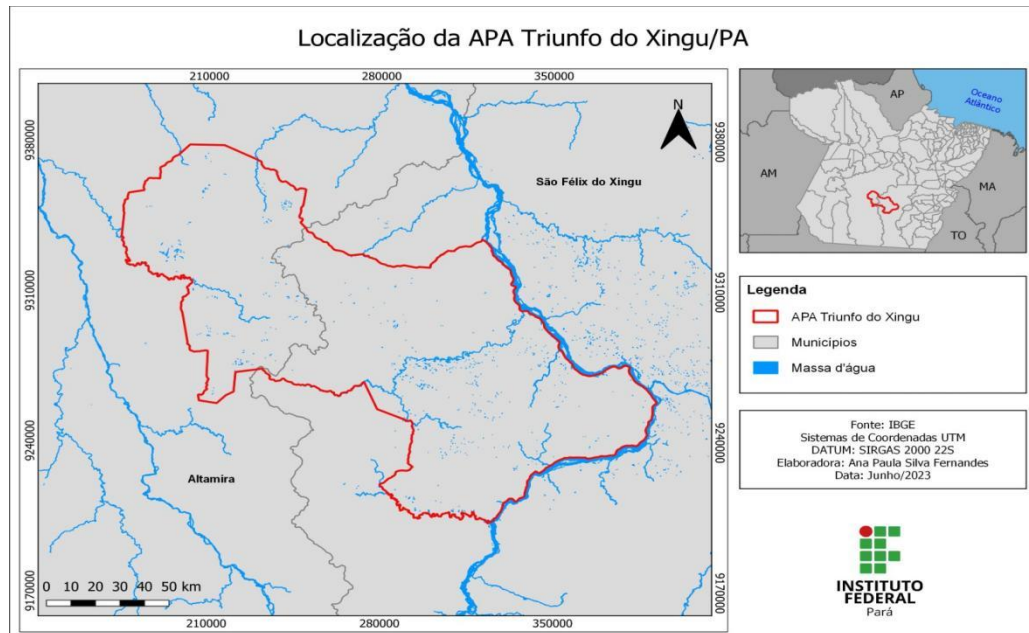 Localização da APA Triunfo do Xingu/PA
210000
280000
350000
9380000
9310000
9240000
9170000
N
São Félix do Xingu
Altamira
0 10 20 30 40 50 km
9380000
9310000
9240000
9170000
210000
280000
350000
AP
Oceano
Atlântico
AM
MA
TO
Legenda
APA Triunfo do Xingu
Municípios
Massa d'água
Fonte: IBGE
Sistemas de Coordenadas UTM
DATUM: SIRGAS 2000 22S
Elaboradora: Ana Paula Silva Fernandes
Data: Junho/2023
INSTITUTO
FEDERAL
Pará